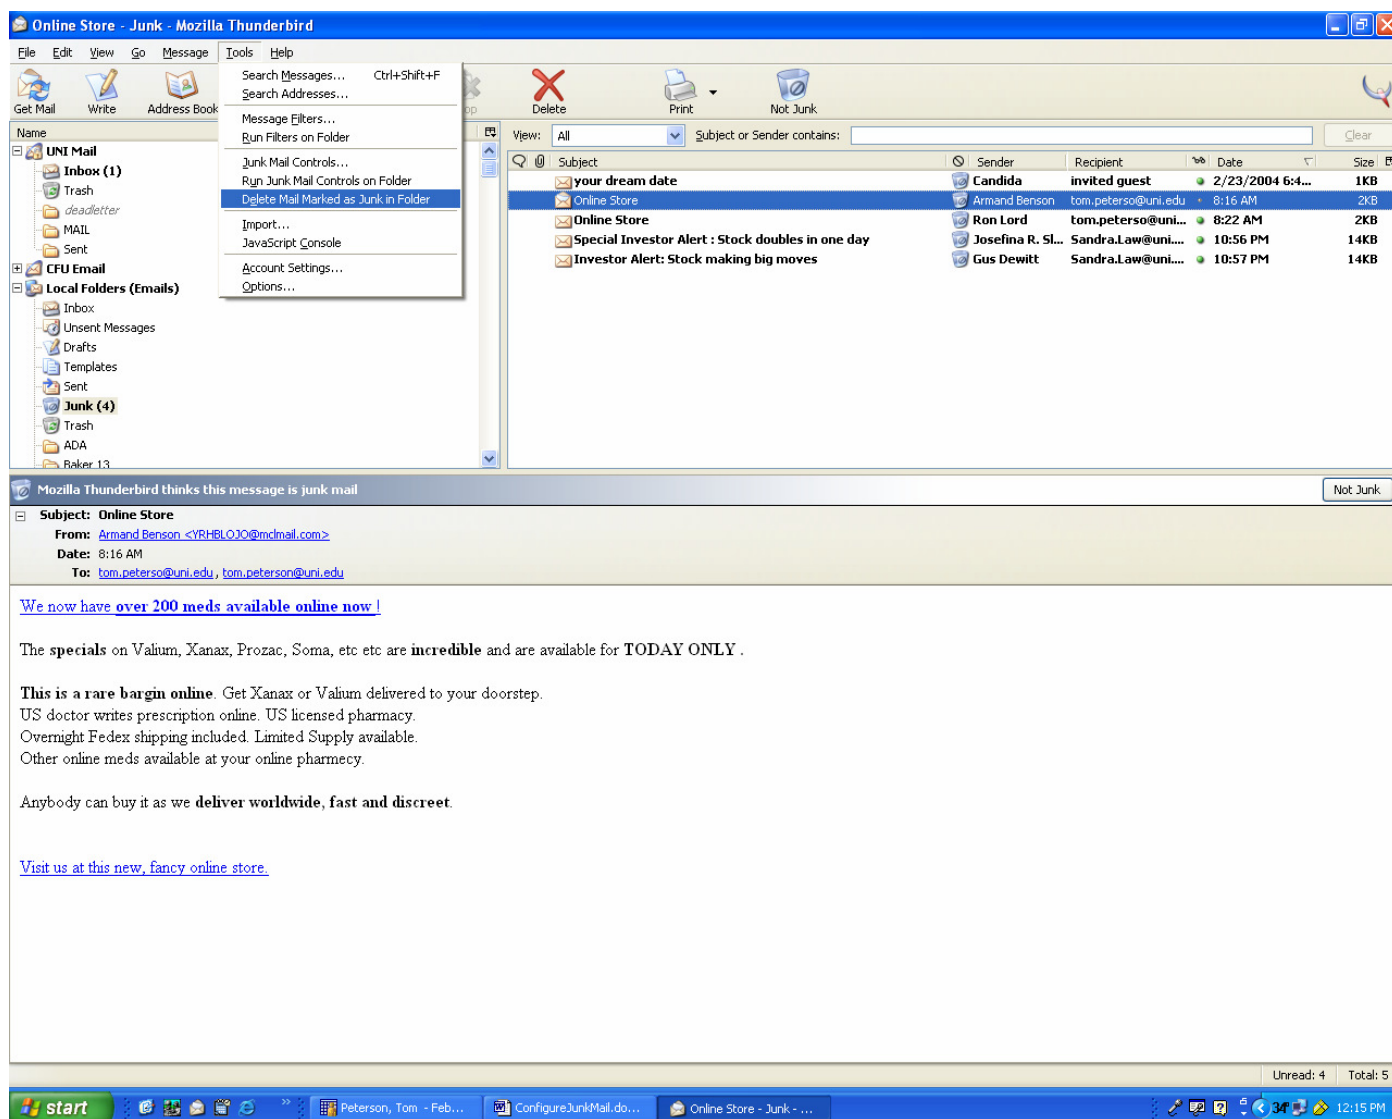 Online Store - Junk - Mozilla Thunderbird
File Edit View Go Message Tools Help
Get Mail Write Address Book Delete Print Not Junk
Search Messages... Ctrl+Shift+F
Search Addresses...
Message Filters...
Run Filters on Folder
Junk Mail Controls...
Run Junk Mail Controls on Folder
Delete Mail Marked as Junk in Folder
Import...
JavaScript Console
Account Settings...
Options...
Name
UNI Mail
Inbox (1)
Trash
deadletter
MAIL
Sent
CFU Email
Local Folders (Emails)
Inbox
Unsent Messages
Drafts
Templates
Sent
Junk (4)
Trash
ADA
Baker 13
View: All Subject or Sender contains: Clear
Subject Sender Recipient Date Size
your dream date Candida invited guest 2/23/2004 6:4... 1KB
Online Store Armand Benson tom.peterso@uni.edu 8:16 AM 2KB
Online Store Ron Lord tom.peterso@uni... 8:22 AM 2KB
Special Investor Alert : Stock doubles in one day Josefina R. Sl... Sandra.Law@uni.... 10:56 PM 14KB
Investor Alert: Stock making big moves Gus Dewitt Sandra.Law@uni.... 10:57 PM 14KB
Mozilla Thunderbird thinks this message is junk mail Not Junk
Subject: Online Store
From: Armand Benson <YRHBLOJO@mclmail.com>
Date: 8:16 AM
To: tom.peterso@uni.edu, tom.peterson@uni.edu
We now have over 200 meds available online now !
The specials on Valium, Xanax, Prozac, Soma, etc etc are incredible and are available for TODAY ONLY .
This is a rare bargin online. Get Xanax or Valium delivered to your doorstep.
US doctor writes prescription online. US licensed pharmacy.
Overnight Fedex shipping included. Limited Supply available.
Other online meds available at your online pharmecy.
Anybody can buy it as we deliver worldwide, fast and discreet.
Visit us at this new, fancy online store.
Unread: 4 Total: 5
start Peterson, Tom - Feb... ConfigureJunkMail.do... Online Store - Junk - ... 34° 12:15 PM